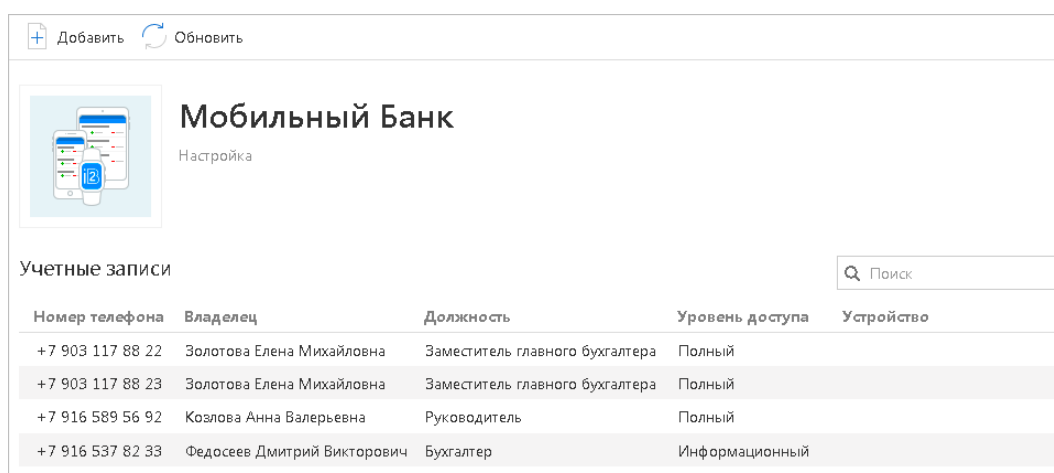 Добавить Обновить
Мобильный Банк
Настройка
i2
Учетные записи Поиск
Номер телефона Владелец Должность Уровень доступа Устройство
+7 903 117 88 22 Золотова Елена Михайловна Заместитель главного бухгалтера Полный
+7 903 117 88 23 Золотова Елена Михайловна Заместитель главного бухгалтера Полный
+7 916 589 56 92 Козлова Анна Валерьевна Руководитель Полный
+7 916 537 82 33 Федосеев Дмитрий Викторович Бухгалтер Информационный